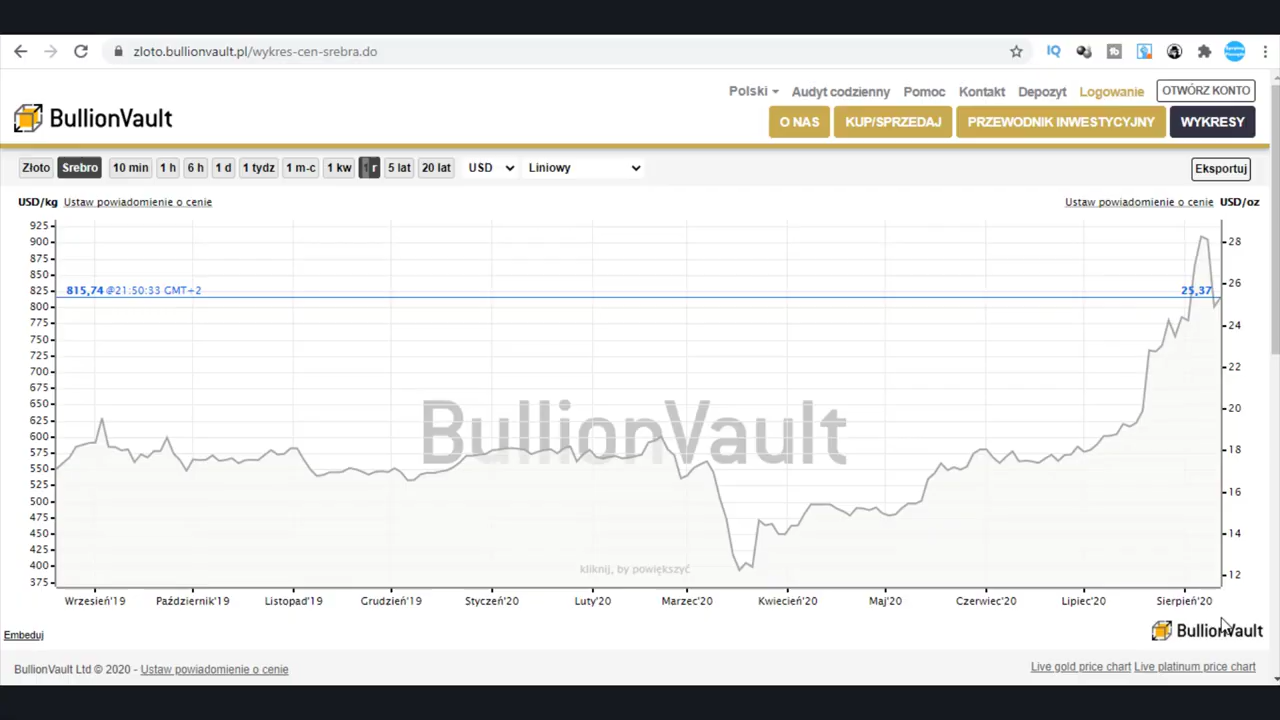 zloto.bullionvault.pl/wykres-cen-srebra.do
Polski Audyt codzienny Pomoc Kontakt Depozyt Logowanie OTWÓRZ KONTO
BullionVault
O NAS KUP/SPRZEDAJ PRZEWODNIK INWESTYCYJNY WYKRESY
Złoto Srebro 10 min 1 h 6 h 1 d 1 tydz 1 m-c 1 kw 1 r 5 lat 20 lat USD Liniowy Eksportuj
USD/kg Ustaw powiadomienie o cenie Ustaw powiadomienie o cenie USD/oz
925
900 28
875
850
825 26
815,74 @21:50:33 GMT+2 25,37
800
775 24
750
725
700 22
675
650
625 20
600
BullionVault
575 18
550
525
500 16
475
450 14
425
400 12
kliknij, by powiększyć
375
Wrzesień'19 Październik'19 Listopad'19 Grudzień'19 Styczeń'20 Luty'20 Marzec'20 Kwiecień'20 Maj'20 Czerwiec'20 Lipiec'20 Sierpień'20
Embeduj BullionVault
BullionVault Ltd © 2020 - Ustaw powiadomienie o cenie Live gold price chart Live platinum price chart